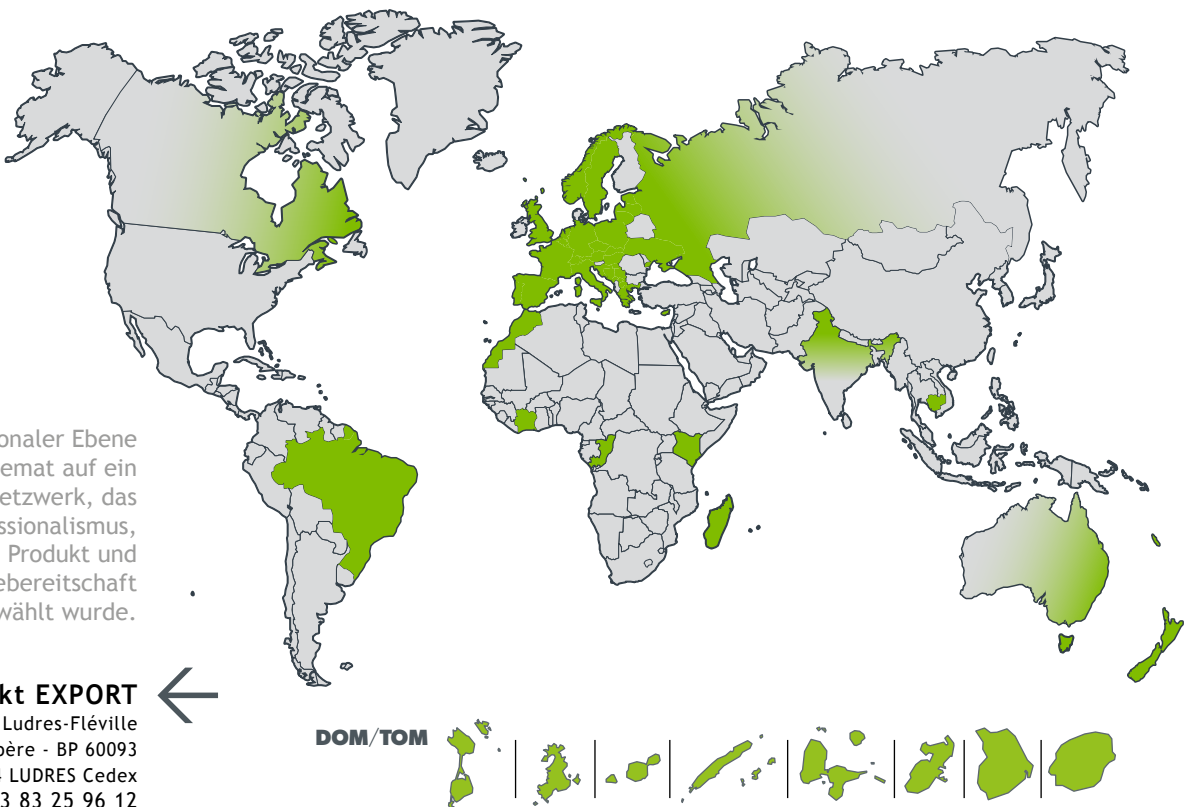 onaler Ebene
emat auf ein
etzwerk, das
ssionalismus,
Produkt und
ebereitschaft
wählt wurde.
kt EXPORT
Ludres-Fléville
père - BP 60093
LUDRES Cedex
3 83 25 96 12
DOM/TOM